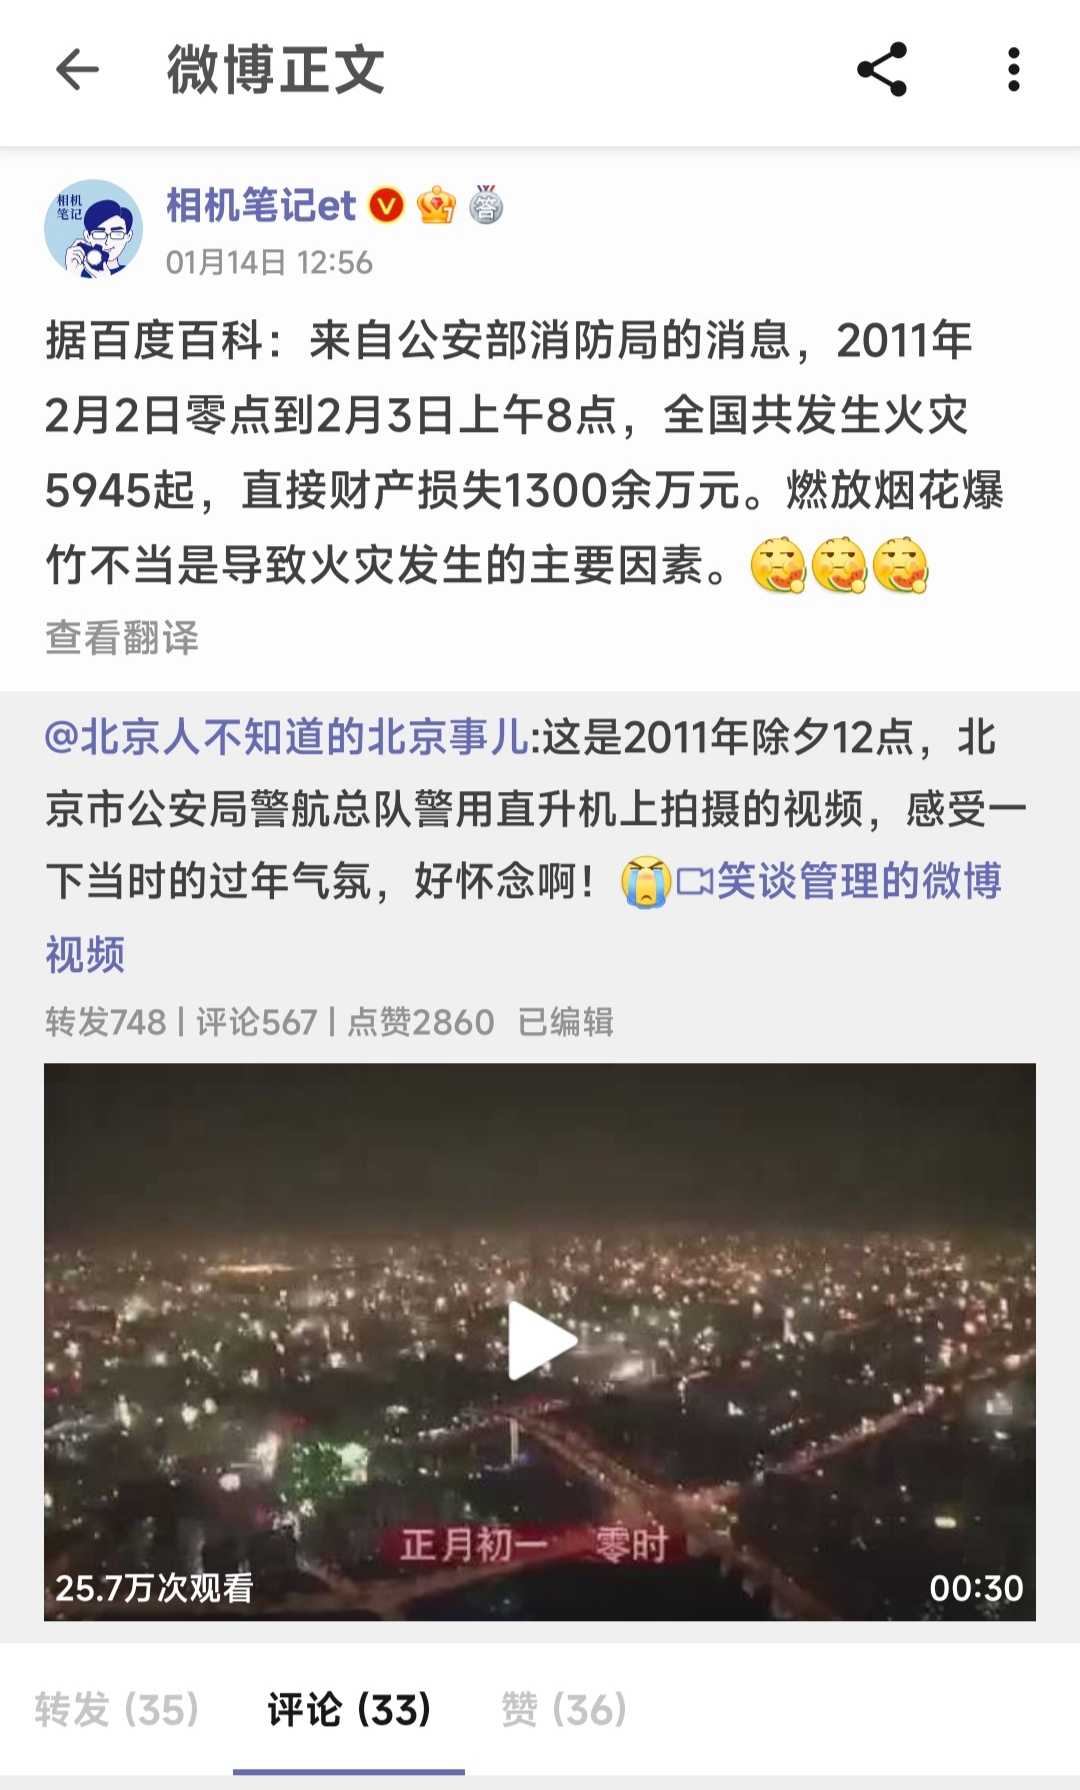 微博正文
相机
笔记
相机笔记et
答
01月14日 12:56
据百度百科：来自公安部消防局的消息，2011年
2月2日零点到2月3日上午8点，全国共发生火灾
5945起，直接财产损失1300余万元。燃放烟花爆
竹不当是导致火灾发生的主要因素。
查看翻译
@北京人不知道的北京事儿:这是2011年除夕12点，北
京市公安局警航总队警用直升机上拍摄的视频，感受一
下当时的过年气氛，好怀念啊！笑谈管理的微博
视频
转发748 | 评论567 | 点赞2860 已编辑
正月初一 零时
25.7万次观看
00:30
转发 (35) 评论 (33) 赞 (36)